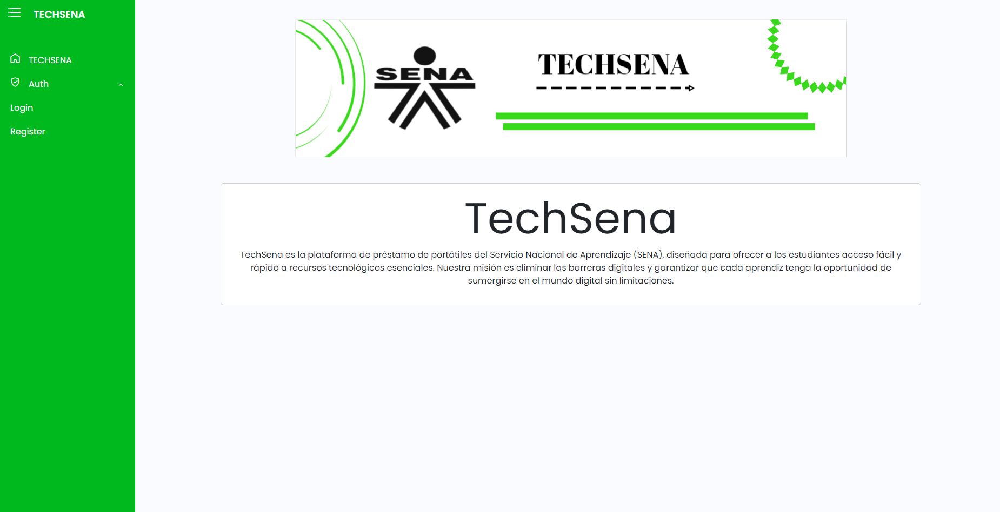 TECHSENA
TECHSENA
Auth
Login
Register
SENA
TECHSENA
TechSena
TechSena es la plataforma de préstamo de portátiles del Servicio Nacional de Aprendizaje (SENA), diseñada para ofrecer a los estudiantes acceso fácil y
rápido a recursos tecnológicos esenciales. Nuestra misión es eliminar las barreras digitales y garantizar que cada aprendiz tenga la oportunidad de
sumergirse en el mundo digital sin limitaciones.